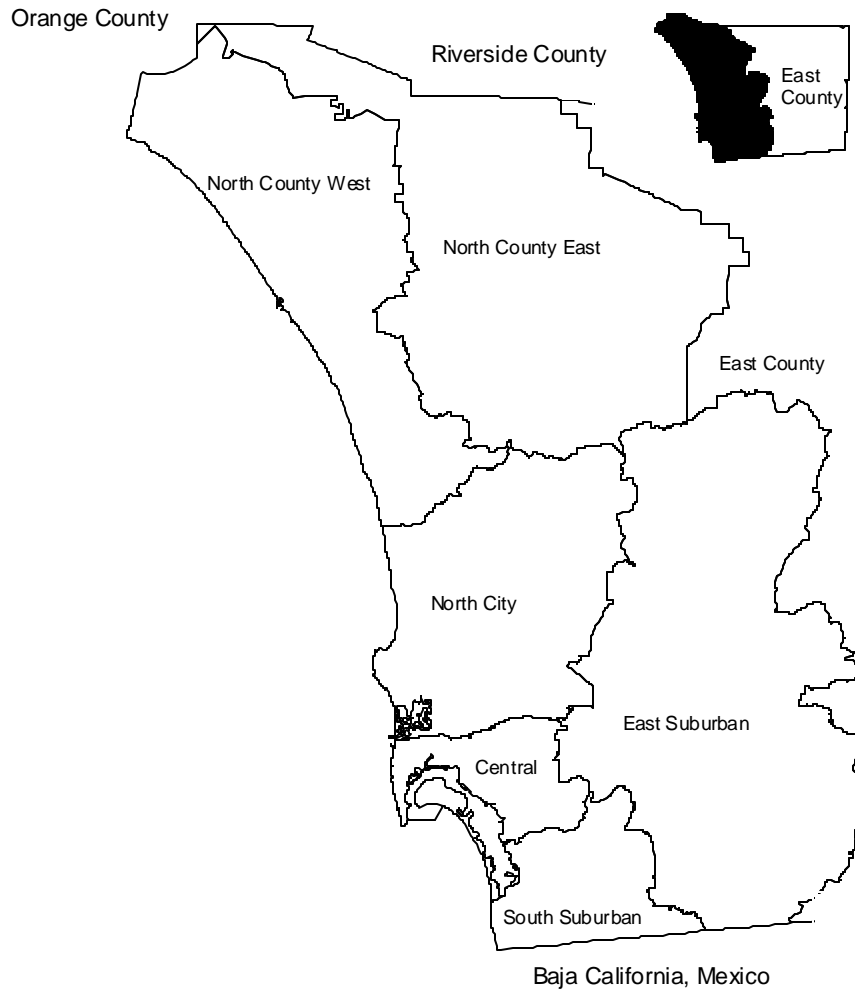 Orange County
Riverside County
East
County
North County West
North County East
East County
North City
East Suburban
Central
South Suburban
Baja California, Mexico